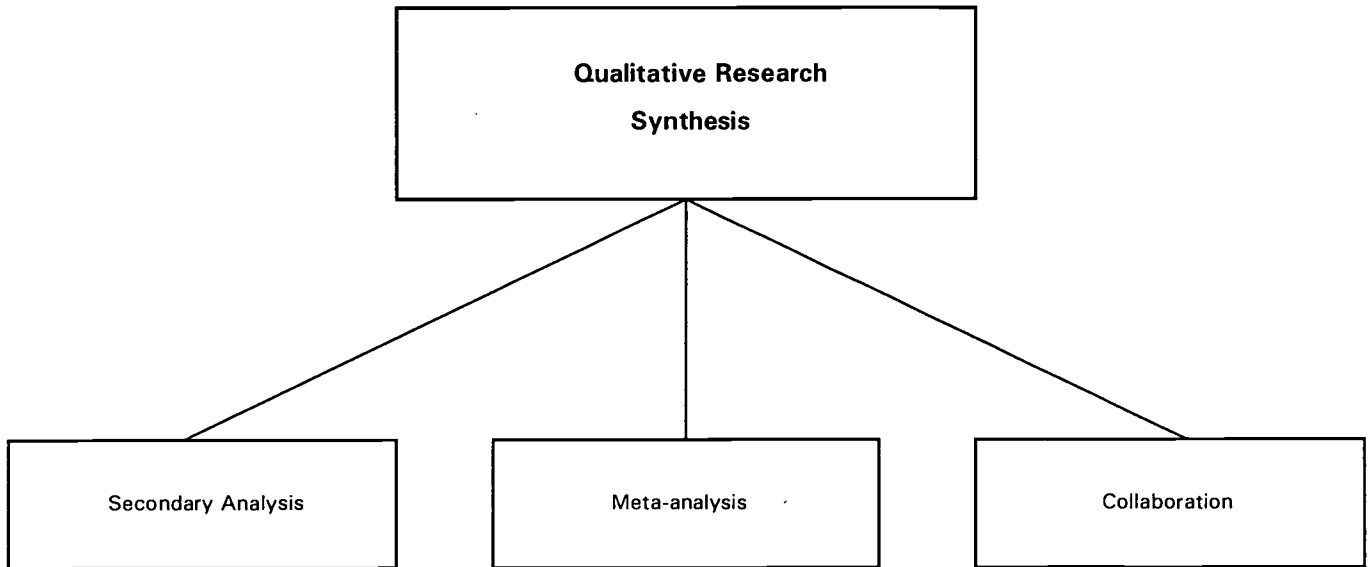 Qualitative Research
Synthesis
Secondary Analysis
Meta-analysis
Collaboration